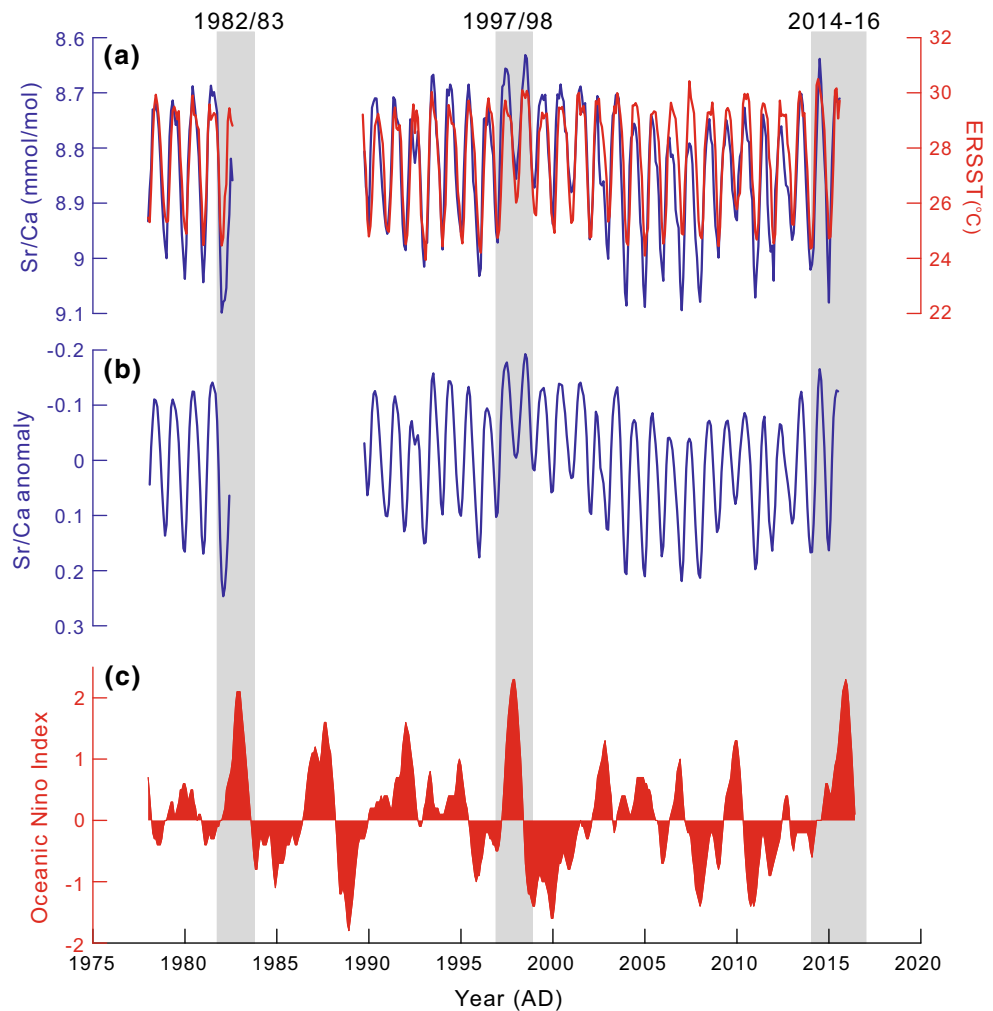 1982/83 1997/98 2014-16
(a)
8.6
8.7
8.8
8.9
9
9.1
Sr/Ca (mmol/mol)
32
30
28
26
24
22
ERSST(°C)
(b)
-0.2
-0.1
0
0.1
0.2
0.3
Sr/Ca anomaly
(c)
2
1
0
-1
-2
Oceanic Nino Index
1975 1980 1985 1990 1995 2000 2005 2010 2015 2020
Year (AD)